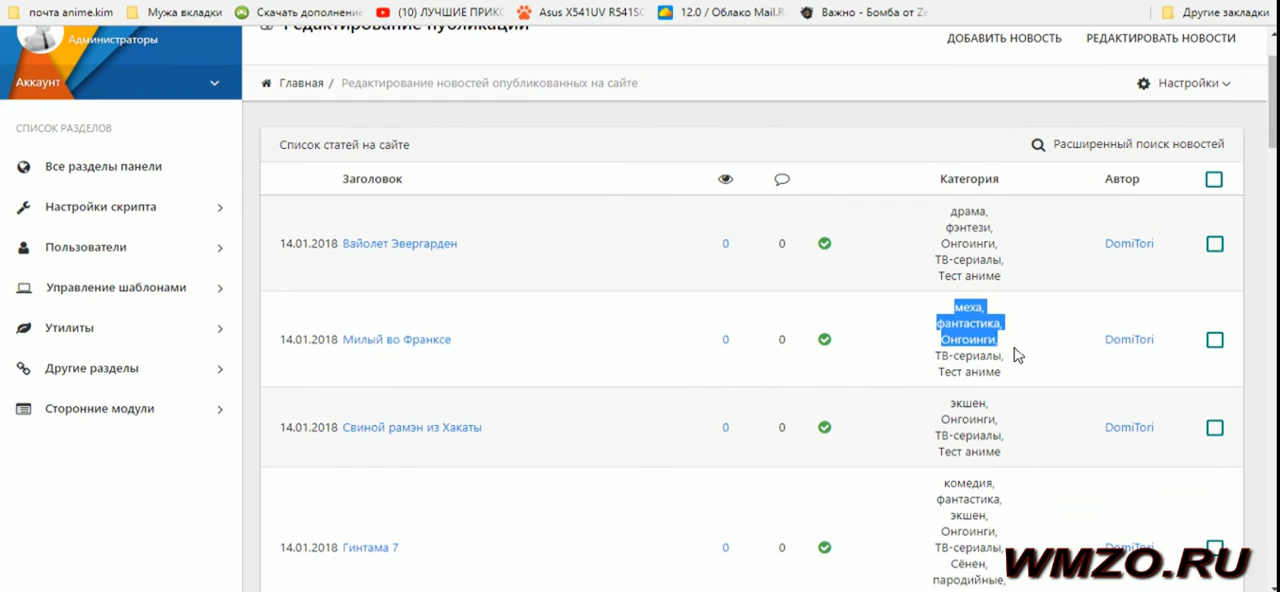 почта anime.kim
Мужа вкладки
Скачать дополнение
(10) ЛУЧШИЕ ПРИКО
Asus X541UV R541SC
12.0 / Облако Mail.R
Важно - Бомба от Ze
Другие закладки
Администраторы
Редактирование публикаций
ДОБАВИТЬ НОВОСТЬ
РЕДАКТИРОВАТЬ НОВОСТИ
Аккаунт
Главная / Редактирование новостей опубликованных на сайте
Настройки
СПИСОК РАЗДЕЛОВ
Все разделы панели
Настройки скрипта
Пользователи
Управление шаблонами
Утилиты
Другие разделы
Сторонние модули
Список статей на сайте
Расширенный поиск новостей
Заголовок
Категория
Автор
14.01.2018 Вайолет Эвергарден
0
0
драма,
фэнтези,
Онгоинги,
ТВ-сериалы,
Тест аниме
DomiTori
14.01.2018 Милый во Франксе
0
0
меха,
фантастика,
Онгоинги,
ТВ-сериалы,
Тест аниме
DomiTori
14.01.2018 Свиной рамэн из Хакаты
0
0
экшен,
Онгоинги,
ТВ-сериалы,
Тест аниме
DomiTori
14.01.2018 Гинтама 7
0
0
комедия,
фантастика,
экшен,
Онгоинги,
ТВ-сериалы,
Сёнен,
пародийные,
DomiTori
WMZO.RU